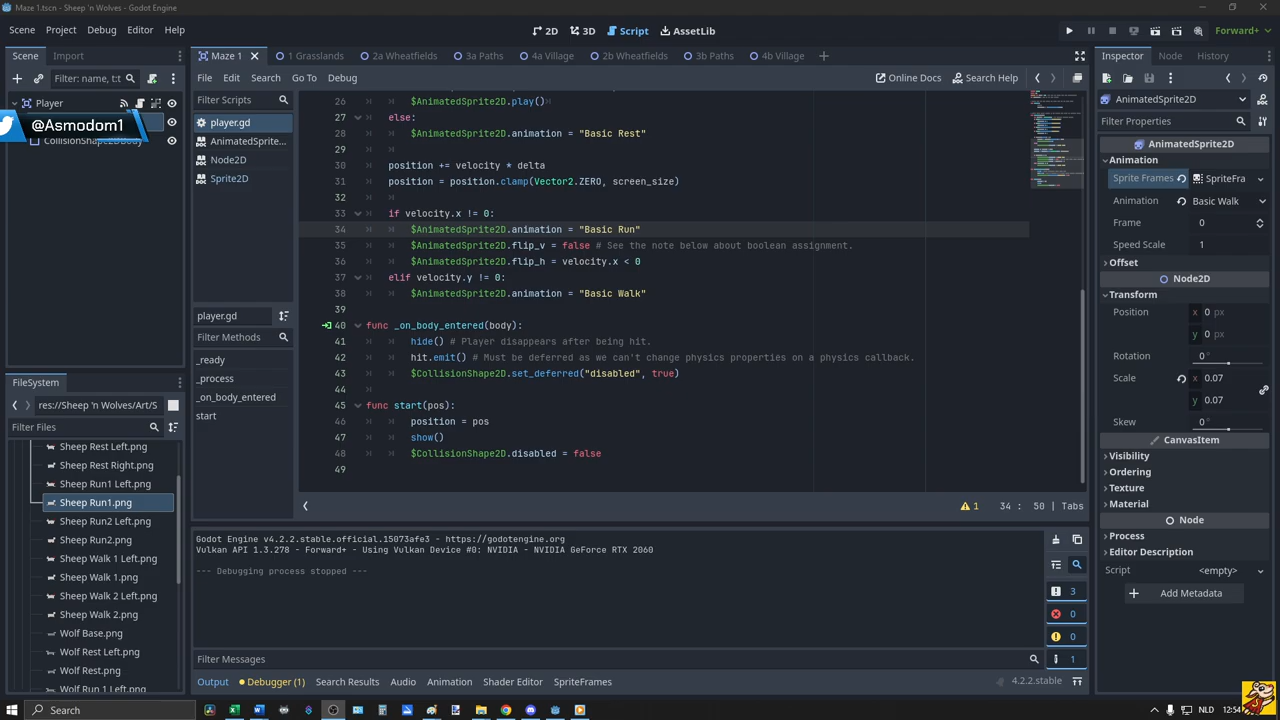 Maze 1.tscn - Sheep 'n Wolves - Godot Engine
Scene Project Debug Editor Help
2D 3D Script AssetLib
Forward+
Scene Import
Filter: name, t:t
Player
@Asmodom1
CollisionShape2DBody
Maze 1 1 Grasslands 2a Wheatfields 3a Paths 4a Village 2b Wheatfields 3b Paths 4b Village
File Edit Search Go To Debug
Online Docs Search Help
Filter Scripts
player.gd
AnimatedSprite...
Node2D
Sprite2D
player.gd
Filter Methods
_ready
_process
_on_body_entered
start
$AnimatedSprite2D.play()
27 else:
$AnimatedSprite2D.animation = "Basic Rest"
position += velocity * delta
position = position.clamp(Vector2.ZERO, screen_size)
32
33 if velocity.x != 0:
34 $AnimatedSprite2D.animation = "Basic Run"
35 $AnimatedSprite2D.flip_v = false # See the note below about boolean assignment.
36 $AnimatedSprite2D.flip_h = velocity.x < 0
37 elif velocity.y != 0:
38 $AnimatedSprite2D.animation = "Basic Walk"
39
40 func _on_body_entered(body):
41 hide() # Player disappears after being hit.
42 hit.emit() # Must be deferred as we can't change physics properties on a physics callback.
43 $CollisionShape2D.set_deferred("disabled", true)
44
45 func start(pos):
46 position = pos
47 show()
48 $CollisionShape2D.disabled = false
49
1 34 : 50 | Tabs
Godot Engine v4.2.2.stable.official.15073afe3 - https://godotengine.org
Vulkan API 1.3.278 - Forward+ - Using Vulkan Device #0: NVIDIA - NVIDIA GeForce RTX 2060
--- Debugging process stopped ---
3
0
0
1
Filter Messages
Output Debugger (1) Search Results Audio Animation Shader Editor SpriteFrames
4.2.2.stable
FileSystem
res://Sheep 'n Wolves/Art/S
Filter Files
Sheep Rest Left.png
Sheep Rest Right.png
Sheep Run1 Left.png
Sheep Run1.png
Sheep Run2 Left.png
Sheep Run2.png
Sheep Walk 1 Left.png
Sheep Walk 1.png
Sheep Walk 2 Left.png
Sheep Walk 2.png
Wolf Base.png
Wolf Rest Left.png
Wolf Rest.png
Wolf Run 1 Left.png
Inspector Node History
AnimatedSprite2D
Filter Properties
AnimatedSprite2D
Animation
Sprite Frames SpriteFra
Animation Basic Walk
Frame 0
Speed Scale 1
Offset
Node2D
Transform
Position x 0 px
y 0 px
Rotation 0°
Scale x 0.07
y 0.07
Skew 0°
CanvasItem
Visibility
Ordering
Texture
Material
Node
Process
Editor Description
Script <empty>
Add Metadata
Search
NLD